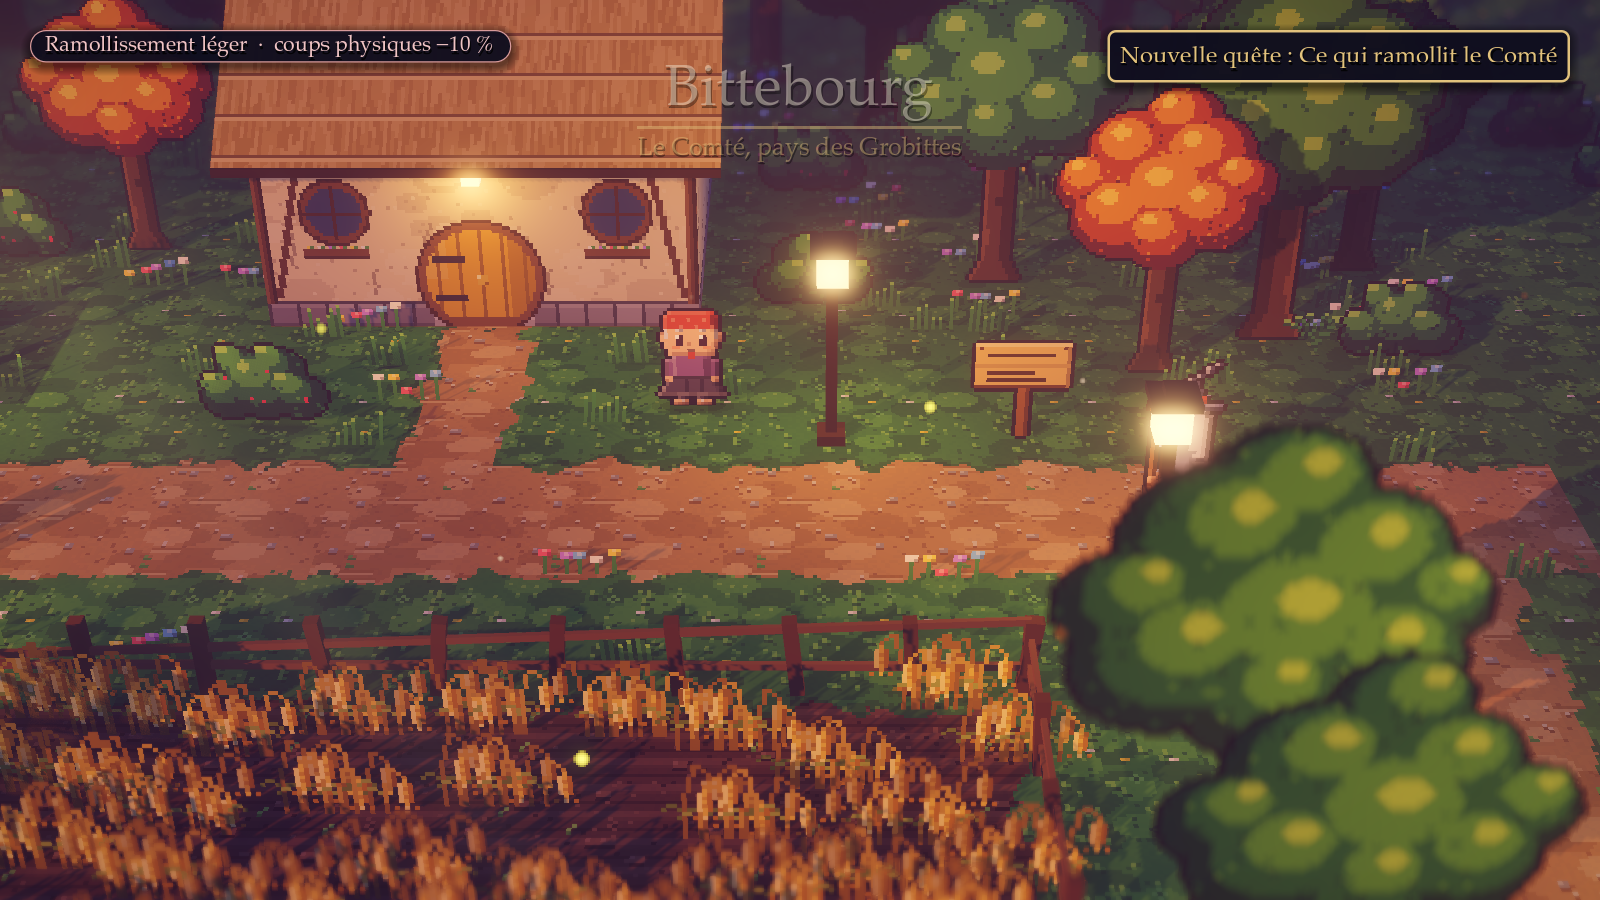 Ramollissement léger · coups physiques −10 %
Nouvelle quête : Ce qui ramollit le Comté
Bittebourg
Le Comté, pays des Grobittes